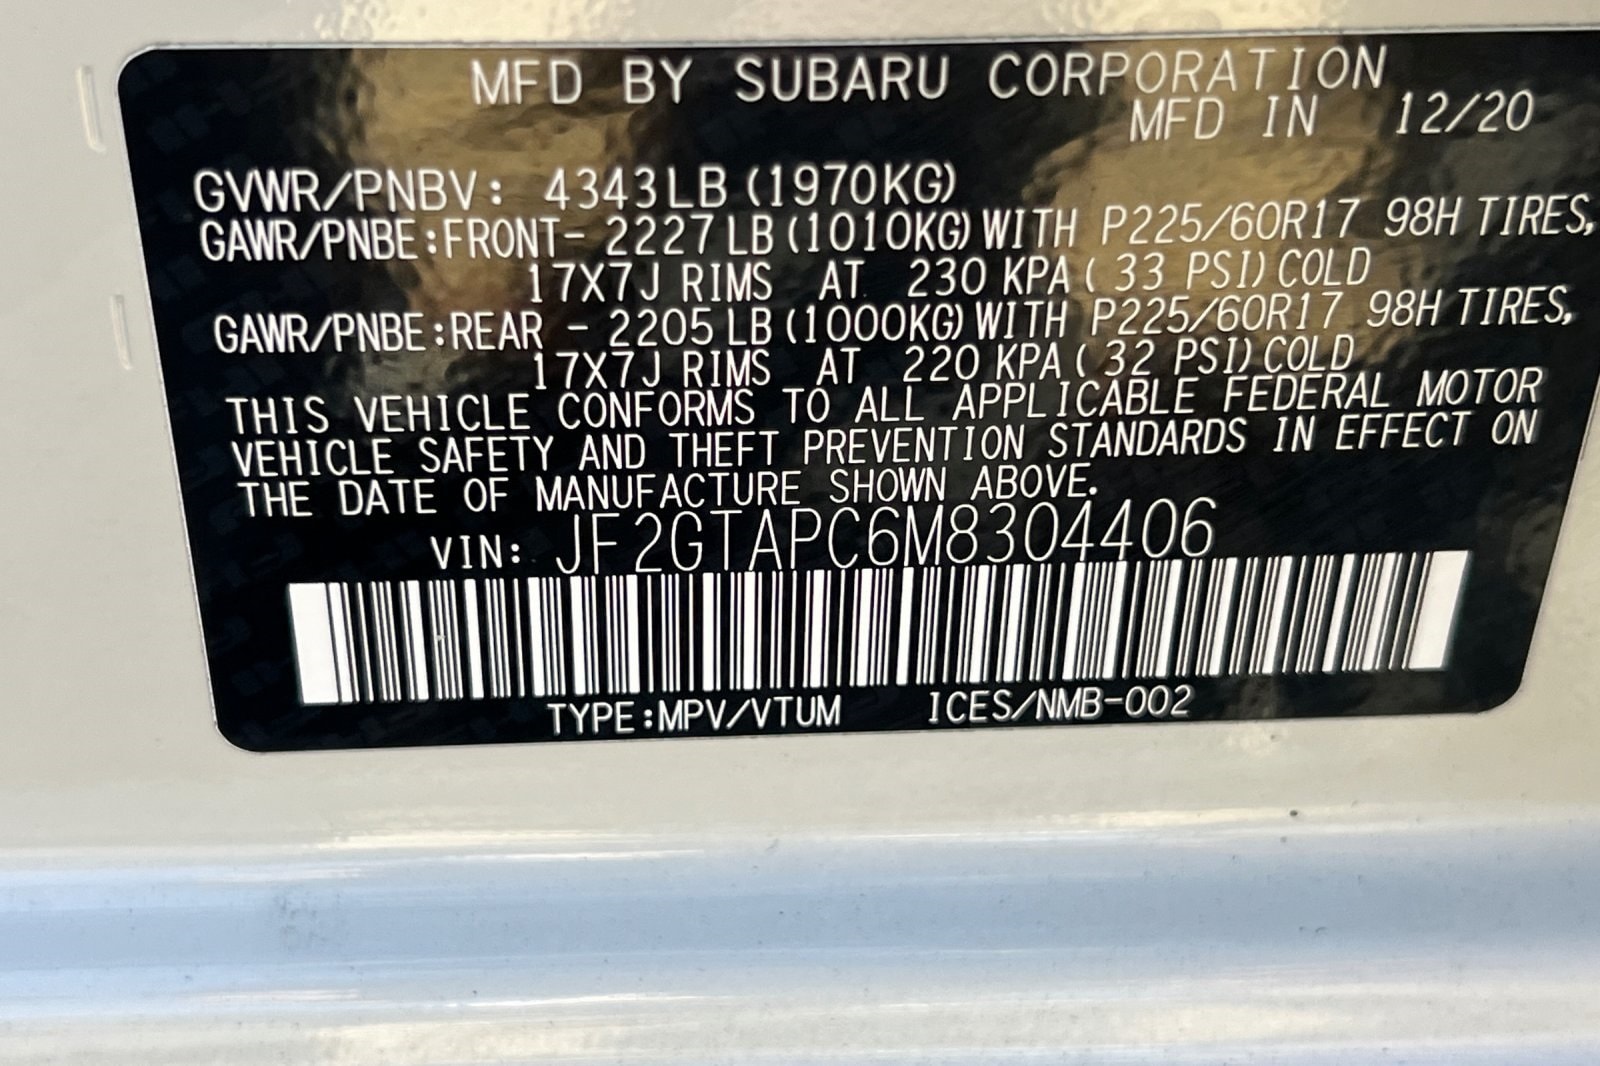 MFD BY SUBARU CORPORATION
MFD IN 12/20
GVWR/PNBV: 4343LB (1970KG)
GAWR/PNBE:FRONT- 2227 LB (1010KG) WITH P225/60R17 98H TIRES,
17X7J RIMS AT 230 KPA ( 33 PSI) COLD
GAWR/PNBE:REAR - 2205 LB (1000KG) WITH P225/60R17 98H TIRES,
17X7J RIMS AT 220 KPA ( 32 PSI) COLD
THIS VEHICLE CONFORMS TO ALL APPLICABLE FEDERAL MOTOR
VEHICLE SAFETY AND THEFT PREVENTION STANDARDS IN EFFECT ON
THE DATE OF MANUFACTURE SHOWN ABOVE.
VIN: JF2GTAPC6M8304406
TYPE:MPV/VTUM ICES/NMB-002